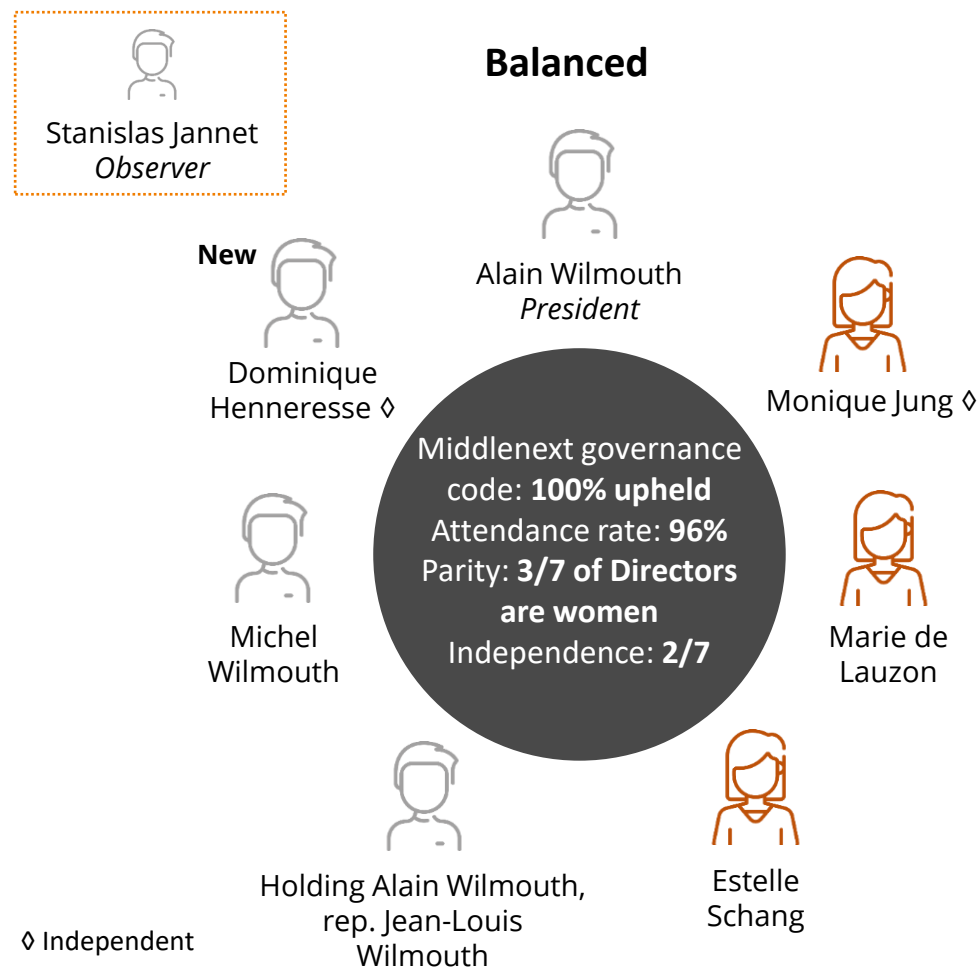 Stanislas Jannet
Observer
Balanced
Alain Wilmouth
President
New
Dominique
Henneresse ◊
Monique Jung ◊
Middlenext governance
code: 100% upheld
Attendance rate: 96%
Parity: 3/7 of Directors
are women
Independence: 2/7
Michel
Wilmouth
Marie de
Lauzon
Holding Alain Wilmouth,
rep. Jean-Louis
Wilmouth
Estelle
Schang
◊ Independent